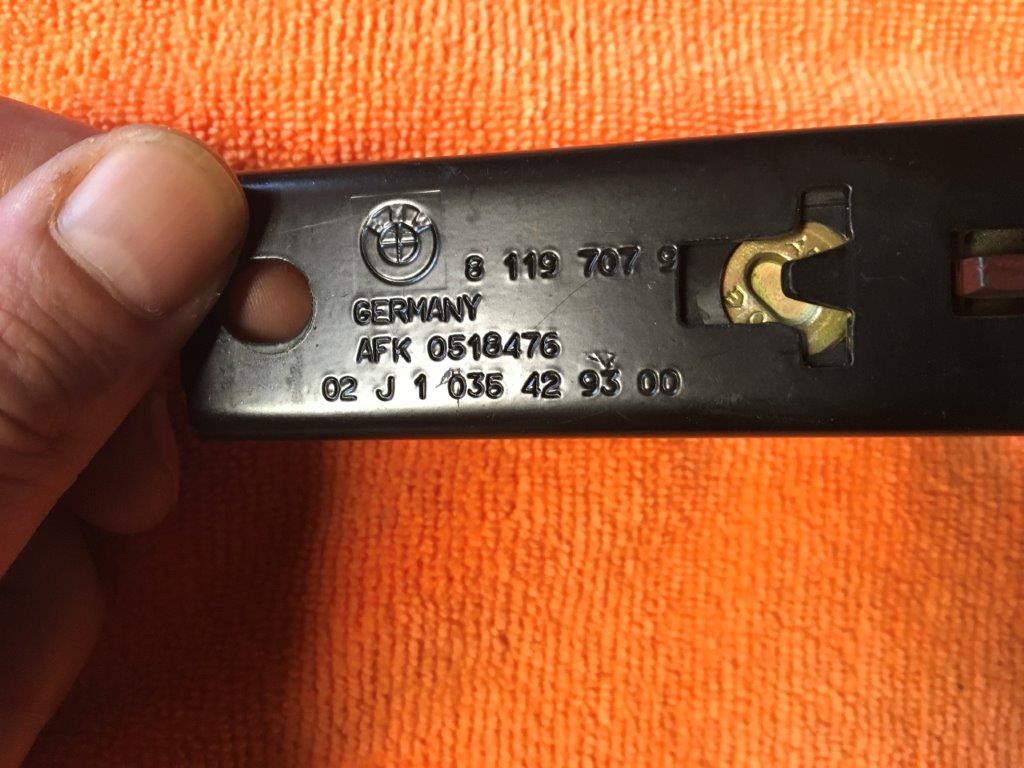 BMW
8 119 707 9
GERMANY
AFK 0518476
02 J 1 035 42 93 00